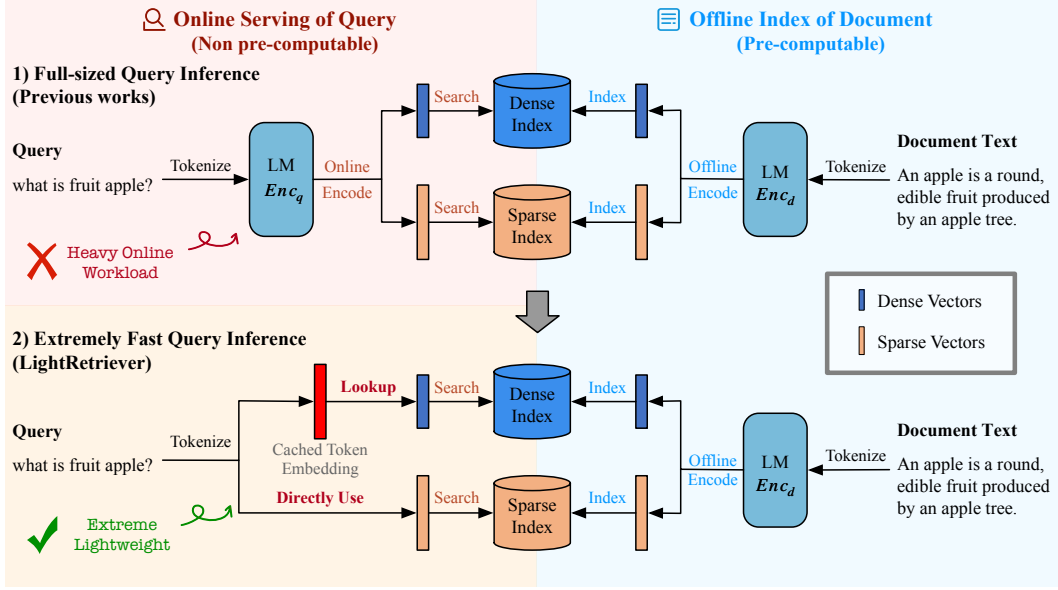 Online Serving of Query
(Non pre-computable)
Offline Index of Document
(Pre-computable)
1) Full-sized Query Inference
(Previous works)
Query
what is fruit apple?
Tokenize
LM
Enc_q
Online
Encode
Search
Search
Dense
Index
Sparse
Index
Index
Index
Offline
Encode
LM
Enc_d
Tokenize
Document Text
An apple is a round,
edible fruit produced
by an apple tree.
Heavy Online
Workload
Dense Vectors
Sparse Vectors
2) Extremely Fast Query Inference
(LightRetriever)
Query
what is fruit apple?
Tokenize
Lookup
Cached Token
Embedding
Directly Use
Search
Search
Dense
Index
Sparse
Index
Index
Index
Offline
Encode
LM
Enc_d
Tokenize
Document Text
An apple is a round,
edible fruit produced
by an apple tree.
Extreme
Lightweight